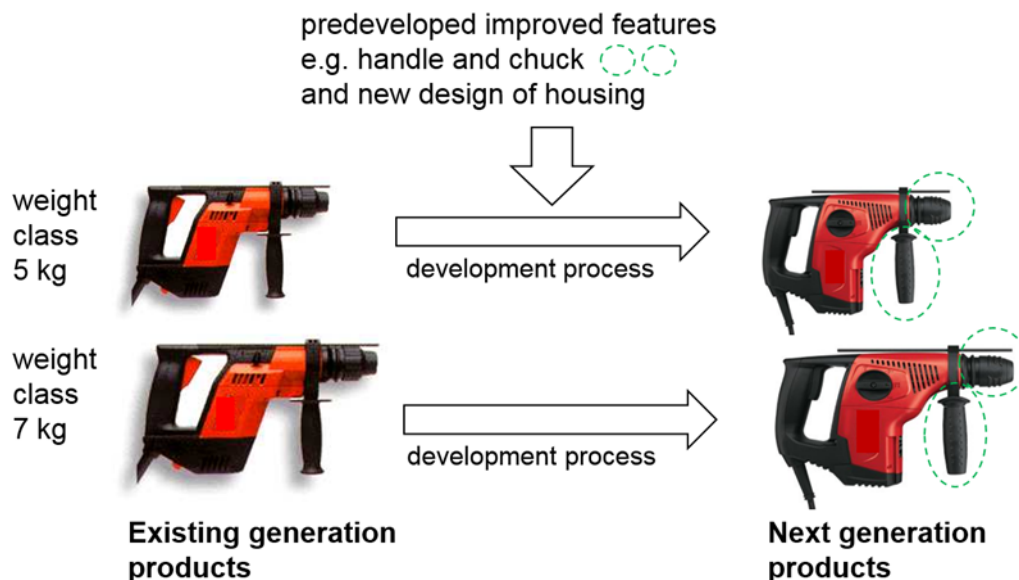 predeveloped improved features
e.g. handle and chuck
and new design of housing
weight
class
5 kg
development process
weight
class
7 kg
development process
Existing generation
products
Next generation
products